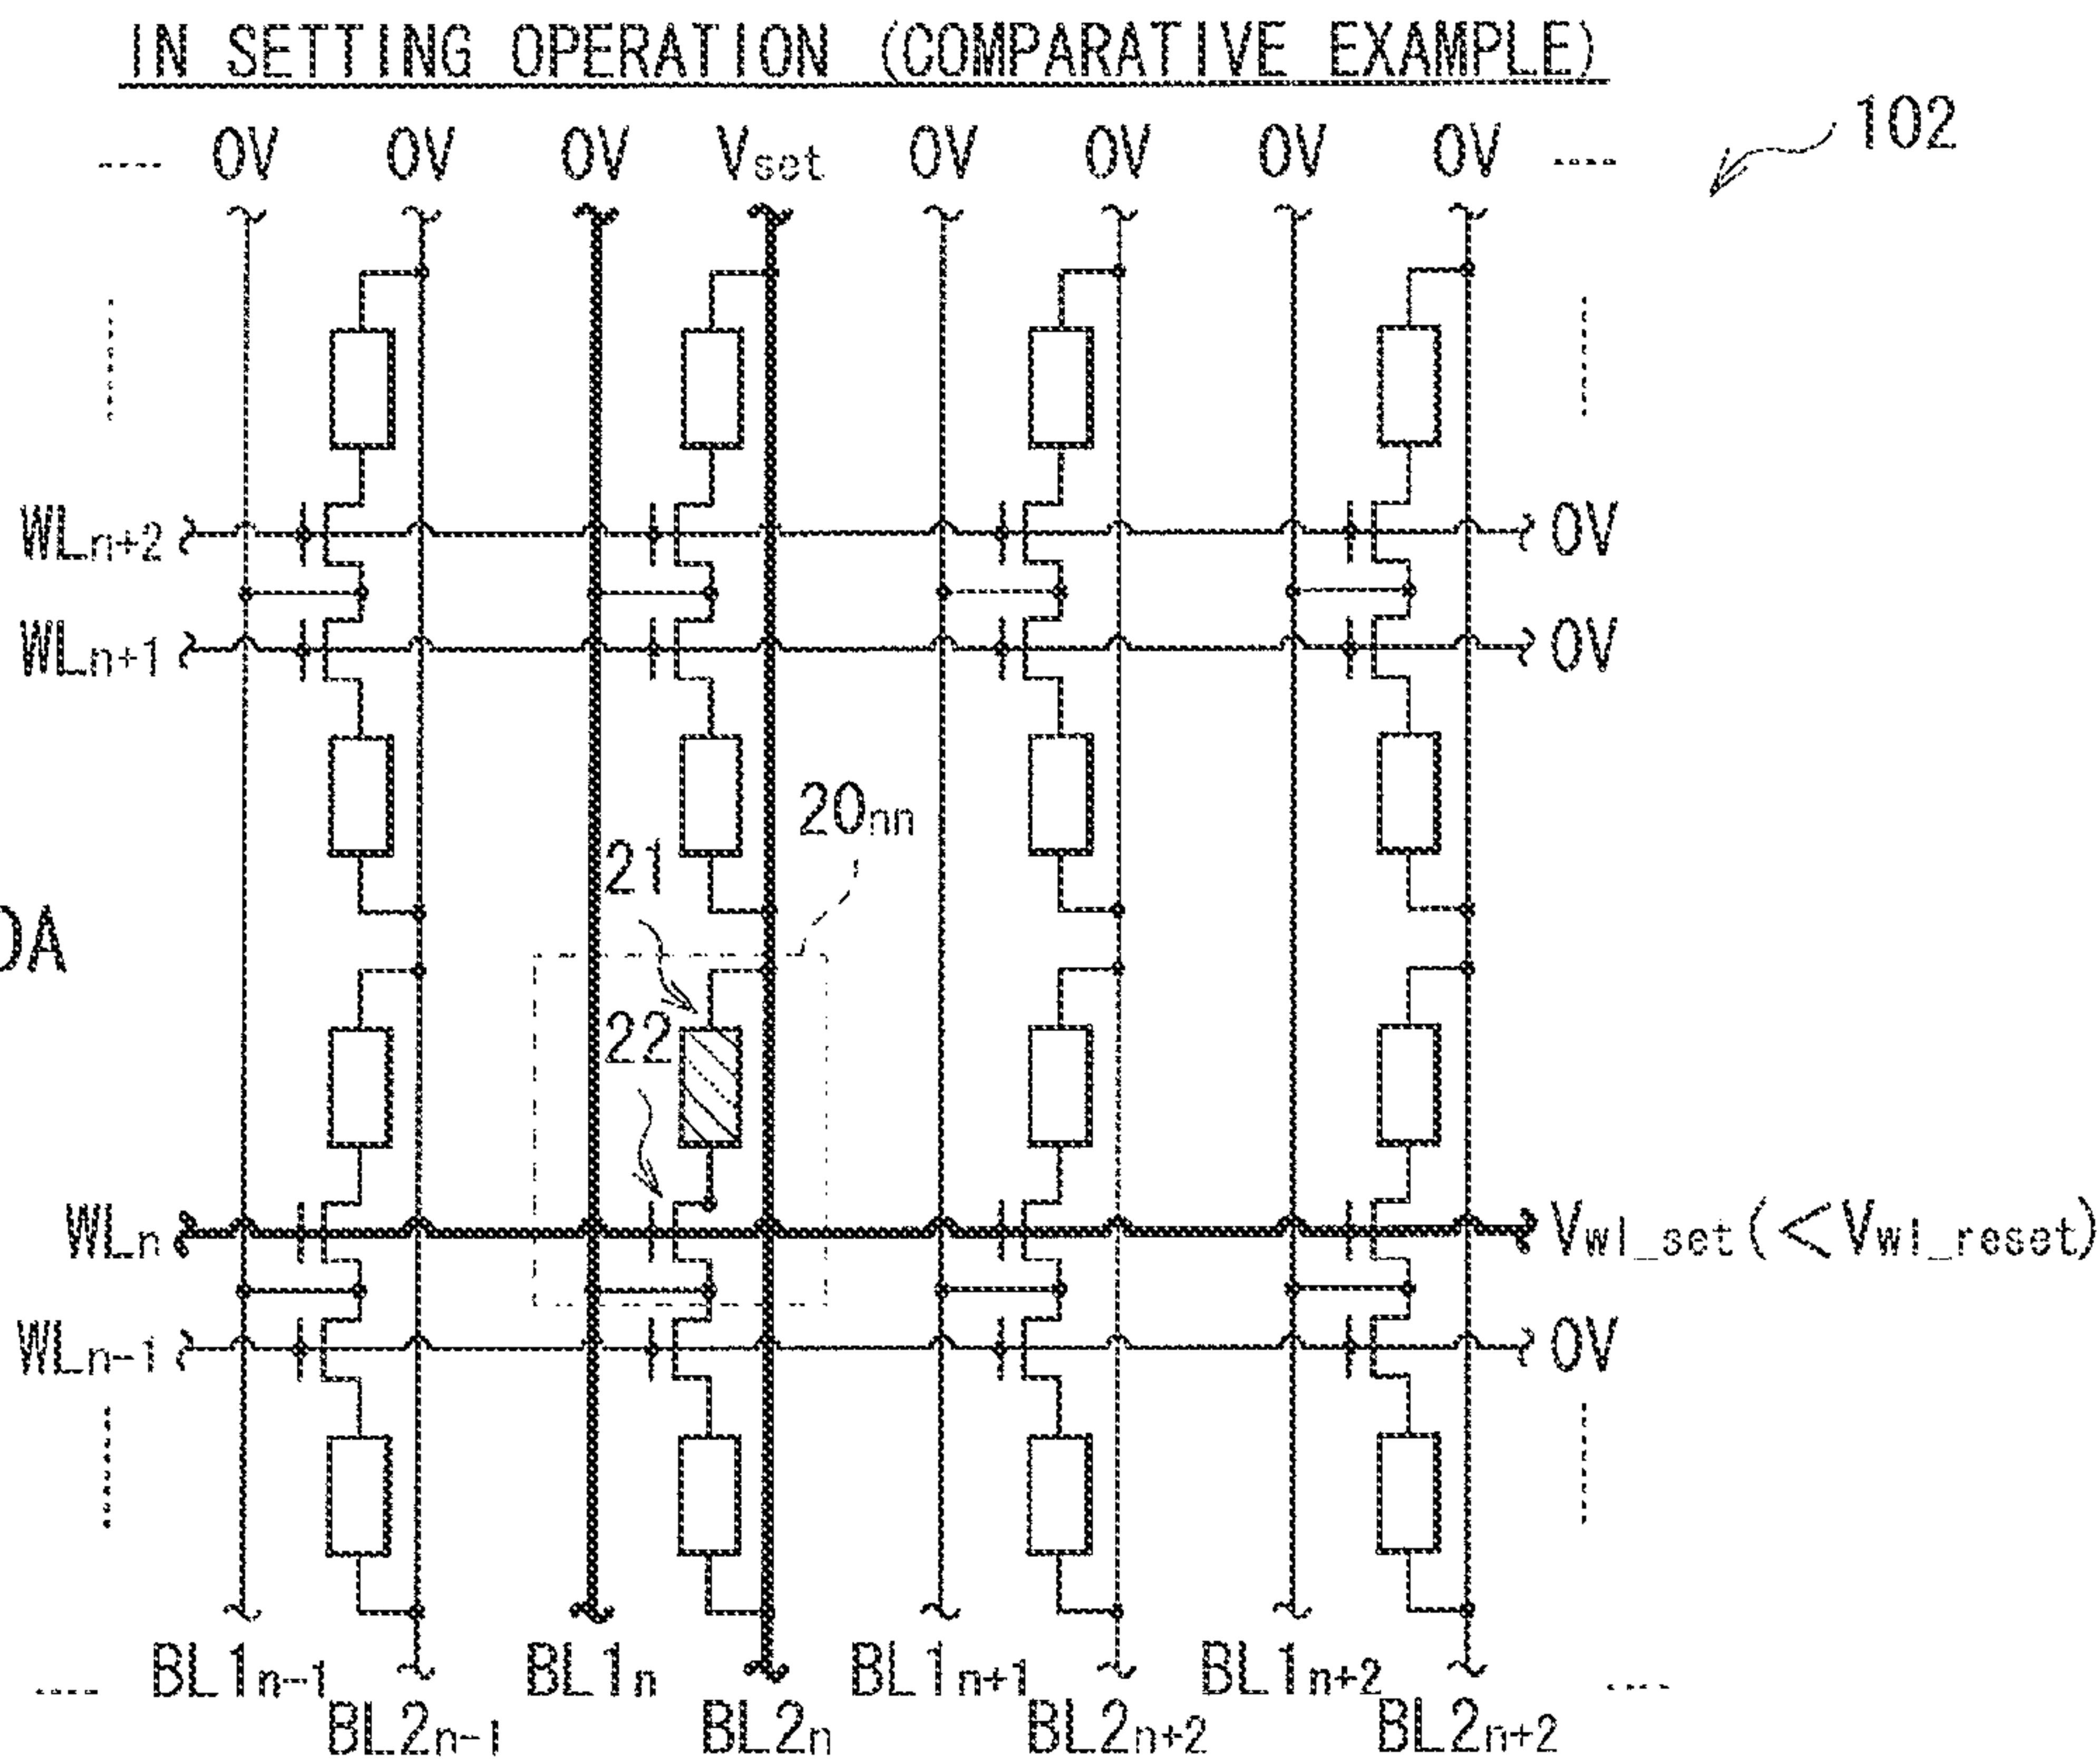 IN SETTING OPERATION (COMPARATIVE EXAMPLE)
102
0V 0V 0V Vset 0V 0V 0V 0V
WLn+2 0V
WLn+1 0V
20nn
21
DA
22
WLn Vwl_set(<Vwl_reset)
WLn-1 0V
BL1n-1 BL1n BL1n+1 BL1n+2
BL2n-1 BL2n BL2n+2 BL2n+2